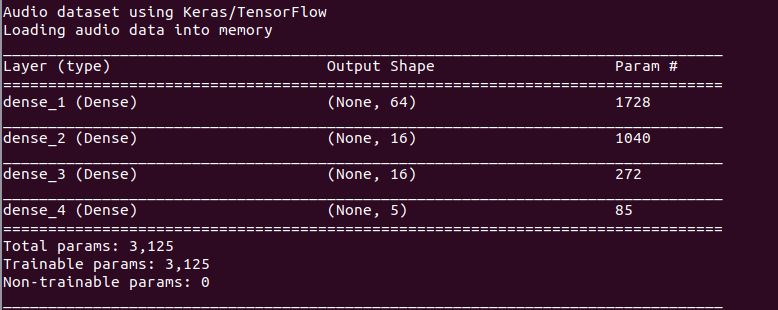 Audio dataset using Keras/TensorFlow
Loading audio data into memory
_________________________________________________________________
Layer (type)                 Output Shape              Param #
=================================================================
dense_1 (Dense)              (None, 64)                1728
_________________________________________________________________
dense_2 (Dense)              (None, 16)                1040
_________________________________________________________________
dense_3 (Dense)              (None, 16)                272
_________________________________________________________________
dense_4 (Dense)              (None, 5)                 85
=================================================================
Total params: 3,125
Trainable params: 3,125
Non-trainable params: 0
_________________________________________________________________